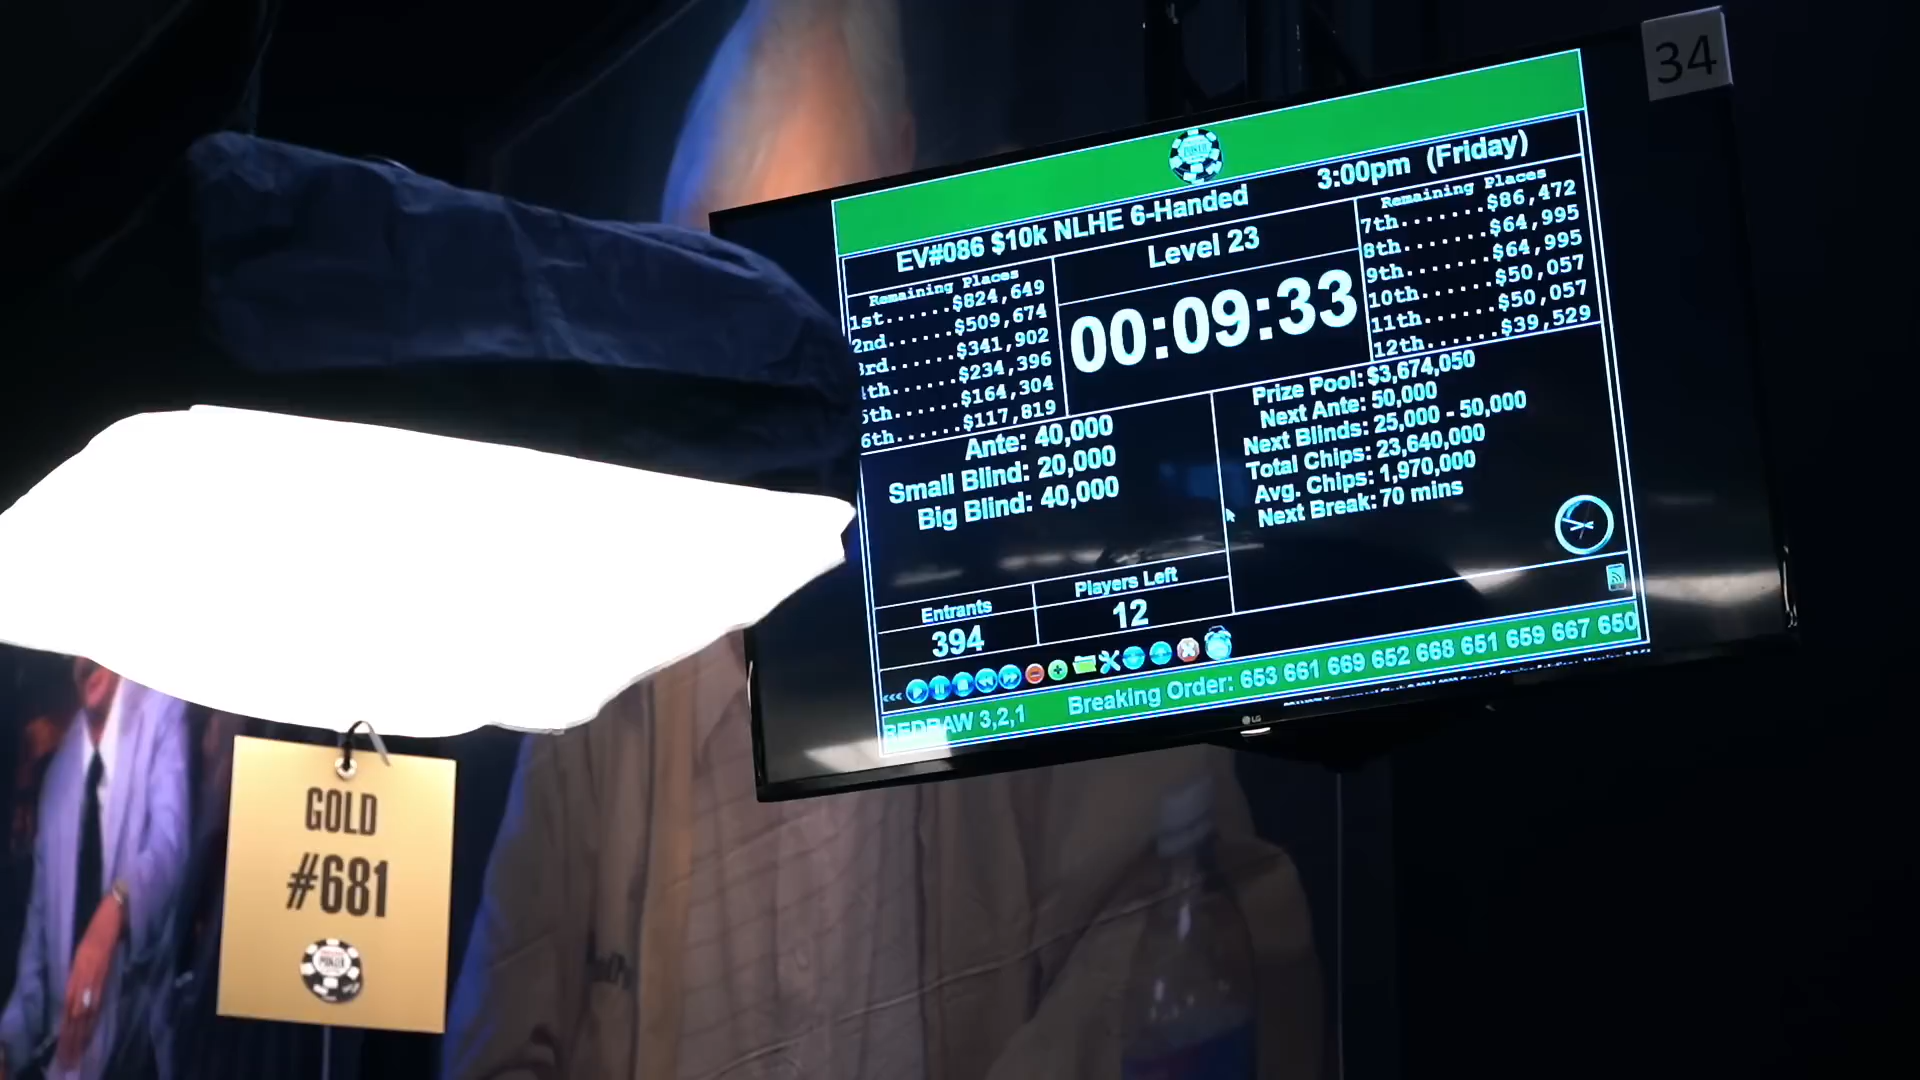 34
EV#086 $10k NLHE 6-Handed
3:00pm (Friday)
Remaining Places
1st......$824,649
2nd......$509,674
3rd......$341,902
4th......$234,396
5th......$164,304
6th......$117,819
Level 23
00:09:33
Remaining Places
7th.......$86,472
8th.......$64,995
9th.......$64,995
10th......$50,057
11th......$50,057
12th......$39,529
Ante: 40,000
Small Blind: 20,000
Big Blind: 40,000
Prize Pool: $3,674,050
Next Ante: 50,000
Next Blinds: 25,000 - 50,000
Total Chips: 23,640,000
Avg. Chips: 1,970,000
Next Break: 70 mins
Entrants
394
Players Left
12
<<<
REDRAW 3,2,1 Breaking Order: 653 661 669 652 668 651 659 667 650
LG
GOLD
#681
POKER